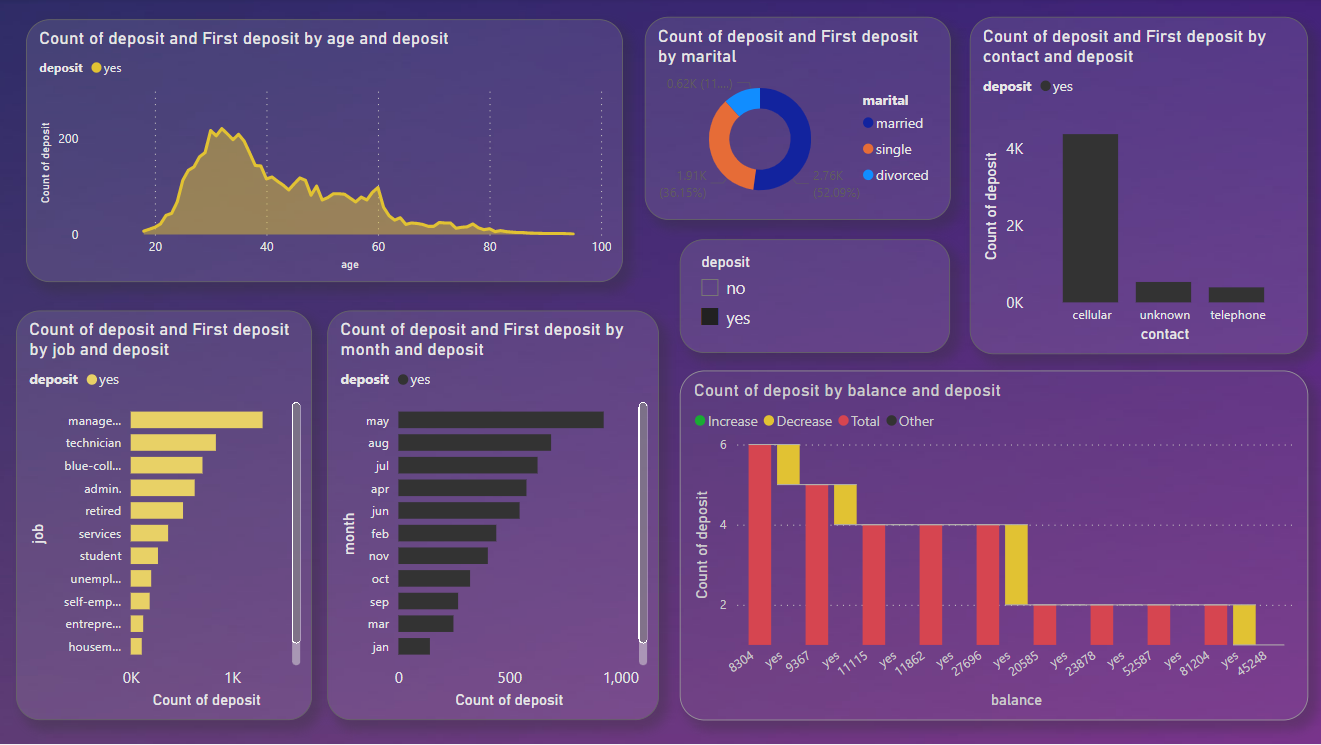 Count of deposit and First deposit by age and deposit
deposit yes
Count of deposit
200
0
20 40 60 80 100
age
Count of deposit and First deposit
by marital
0.62K (11....)
1.91K
(36.15%)
2.76K
(52.09%)
marital
married
single
divorced
Count of deposit and First deposit by
contact and deposit
deposit yes
Count of deposit
4K
2K
0K
cellular unknown telephone
contact
deposit
no
yes
Count of deposit and First deposit
by job and deposit
deposit yes
job
manage...
technician
blue-coll...
admin.
retired
services
student
unempl...
self-emp...
entrepre...
housem...
0K 1K
Count of deposit
Count of deposit and First deposit by
month and deposit
deposit yes
month
may
aug
jul
apr
jun
feb
nov
oct
sep
mar
jan
0 500 1,000
Count of deposit
Count of deposit by balance and deposit
Increase Decrease Total Other
Count of deposit
6
4
2
8304 yes 9367 yes 11115 yes 11862 yes 27696 yes 20585 yes 23878 yes 52587 yes 81204 yes 45248
balance